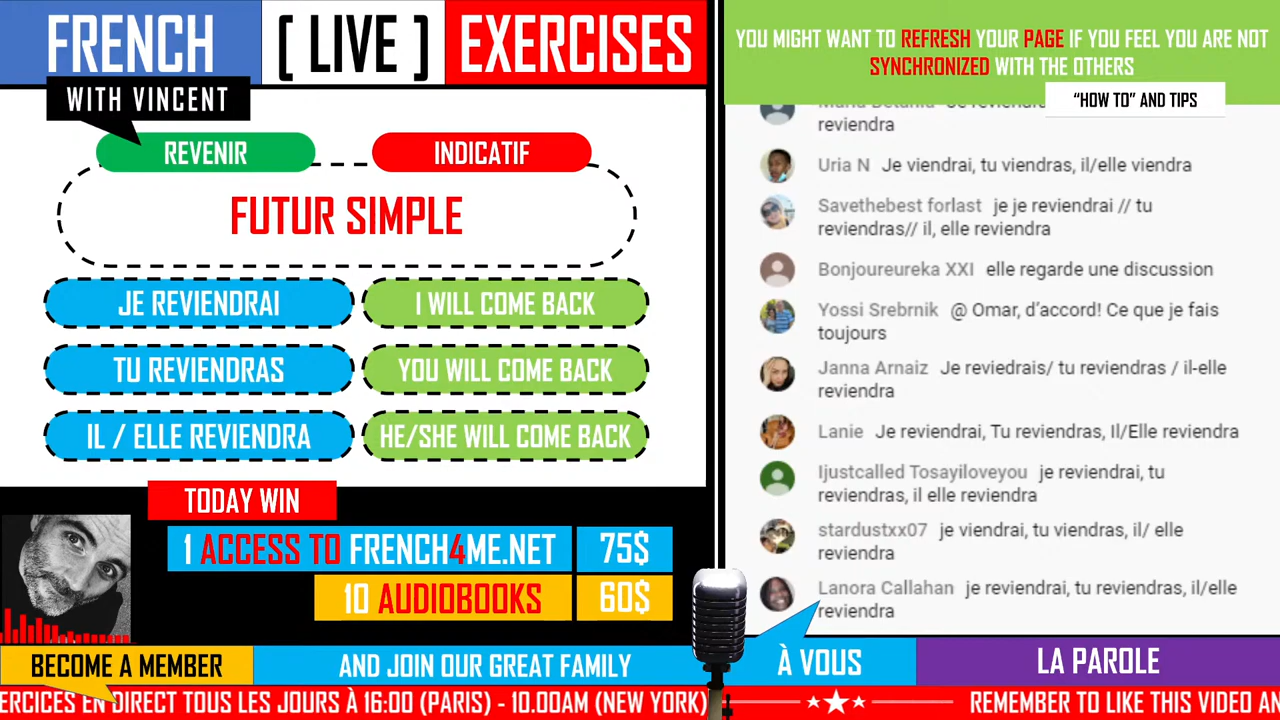 FRENCH [ LIVE ] EXERCISES
WITH VINCENT
REVENIR
INDICATIF
FUTUR SIMPLE
JE REVIENDRAI
I WILL COME BACK
TU REVIENDRAS
YOU WILL COME BACK
IL / ELLE REVIENDRA
HE/SHE WILL COME BACK
TODAY WIN
1 ACCESS TO FRENCH4ME.NET
75$
10 AUDIOBOOKS
60$
BECOME A MEMBER
AND JOIN OUR GREAT FAMILY
YOU MIGHT WANT TO REFRESH YOUR PAGE IF YOU FEEL YOU ARE NOT
SYNCHRONIZED WITH THE OTHERS
“HOW TO” AND TIPS
reviendra
Uria N Je viendrai, tu viendras, il/elle viendra
Savethebest forlast je je reviendrai // tu
reviendras// il, elle reviendra
Bonjoureureka XXI elle regarde une discussion
Yossi Srebrnik @ Omar, d’accord! Ce que je fais
toujours
Janna Arnaiz Je reviedrais/ tu reviendras / il-elle
reviendra
Lanie Je reviendrai, Tu reviendras, Il/Elle reviendra
Ijustcalled Tosayiloveyou je reviendrai, tu
reviendras, il elle reviendra
stardustxx07 je viendrai, tu viendras, il/ elle
reviendra
Lanora Callahan je reviendrai, tu reviendras, il/elle
reviendra
À VOUS
LA PAROLE
ERCICES EN DIRECT TOUS LES JOURS À 16:00 (PARIS) - 10.00AM (NEW YORK)
REMEMBER TO LIKE THIS VIDEO AN